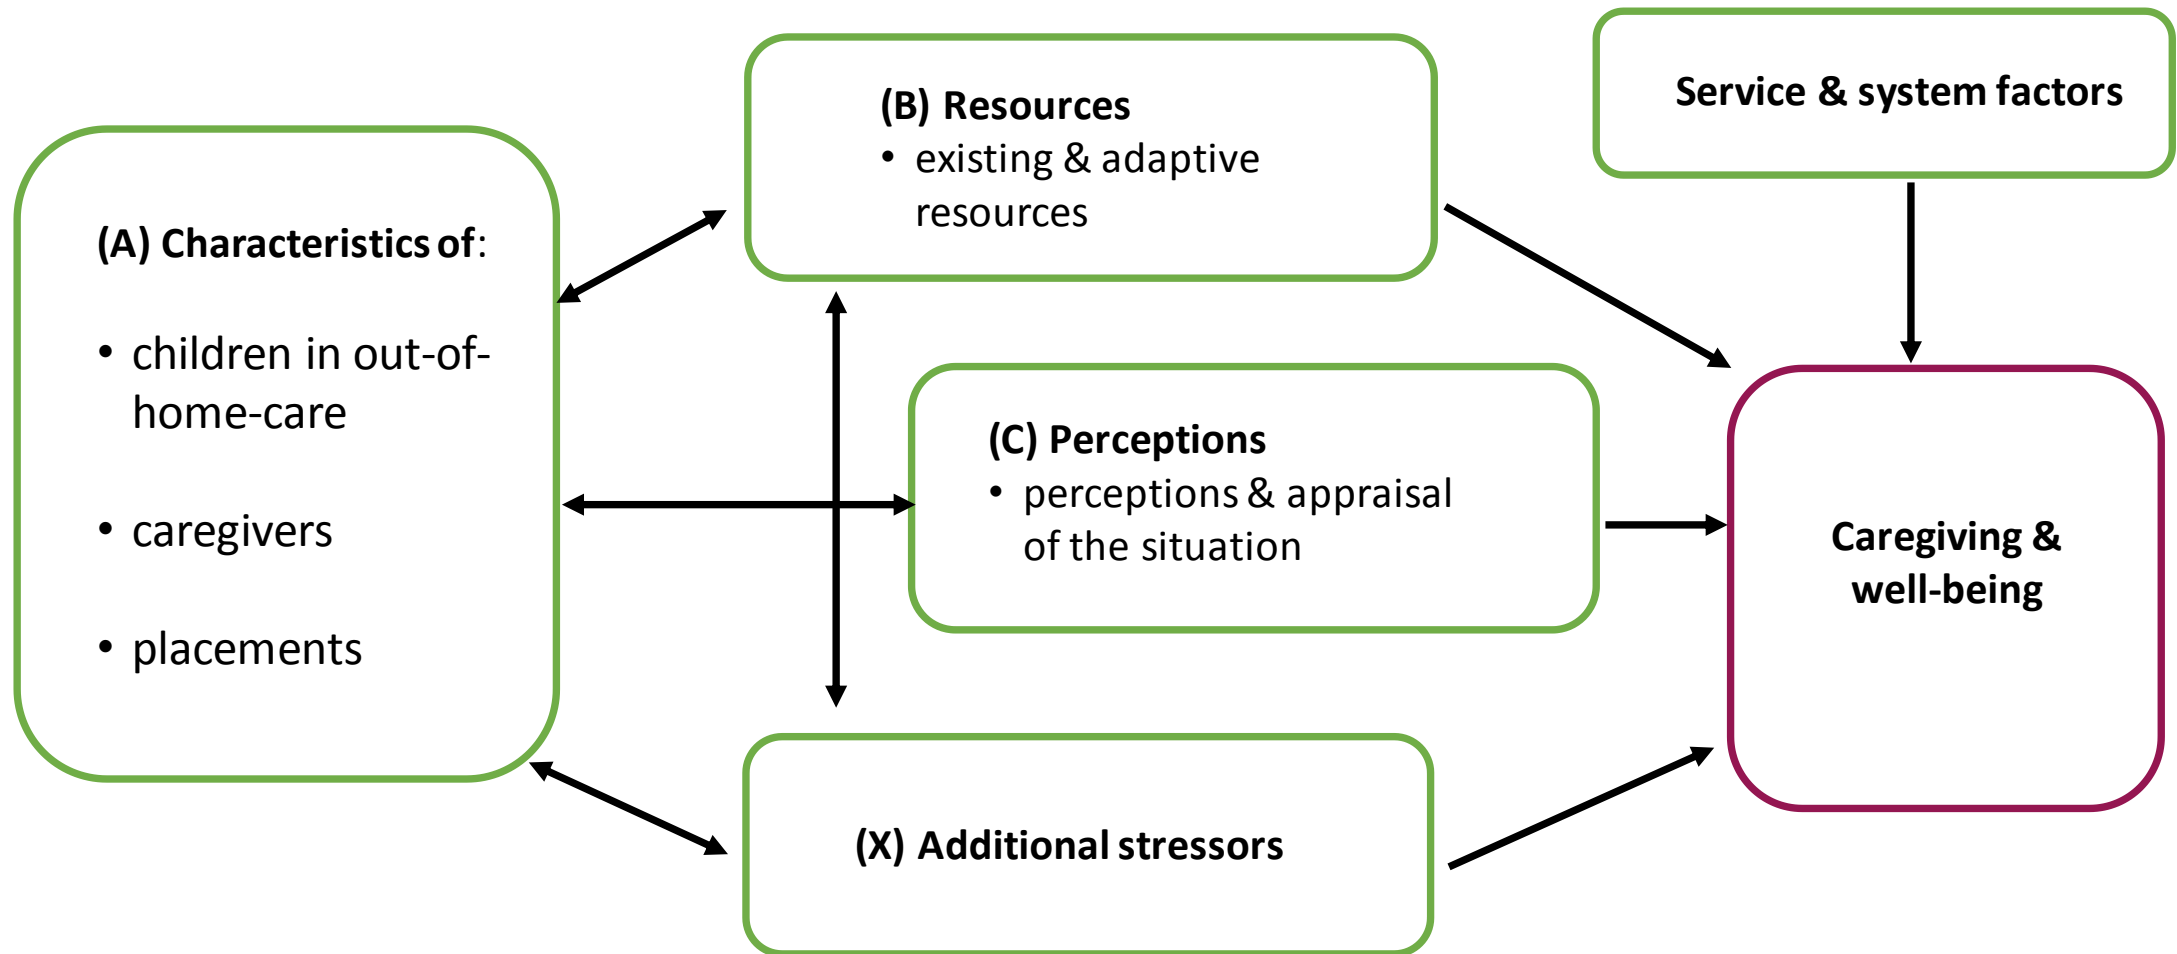 (A) Characteristics of:
• children in out-of-
home-care
• caregivers
• placements
(B) Resources
• existing & adaptive
resources
(C) Perceptions
• perceptions & appraisal
of the situation
(X) Additional stressors
Service & system factors
Caregiving &
well-being